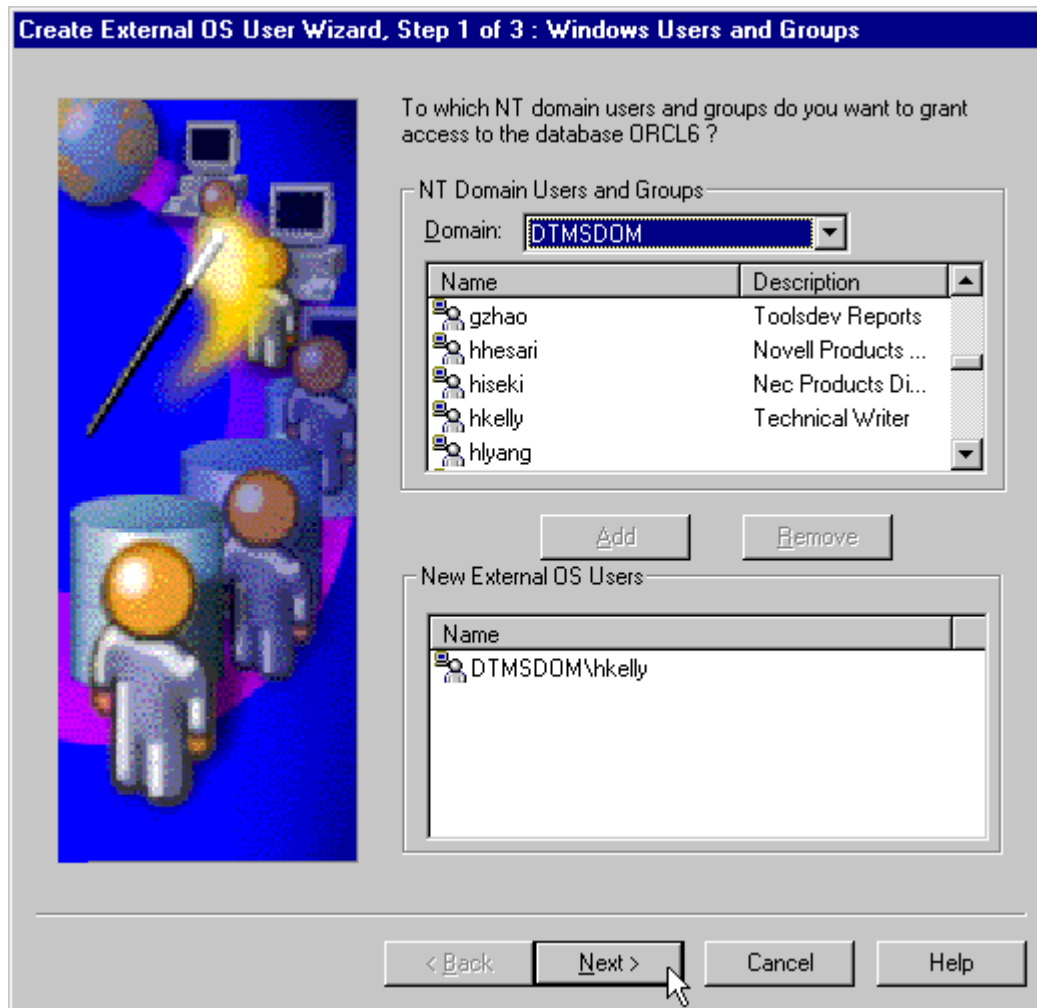 Create External OS User Wizard, Step 1 of 3 : Windows Users and Groups
To which NT domain users and groups do you want to grant
access to the database ORCL6 ?
NT Domain Users and Groups
Domain: DTMSDOM
Name Description
gzhao Toolsdev Reports
hhesari Novell Products ...
hiseki Nec Products Di...
hkelly Technical Writer
hlyang
Add Remove
New External OS Users
Name
DTMSDOM\hkelly
< Back Next > Cancel Help